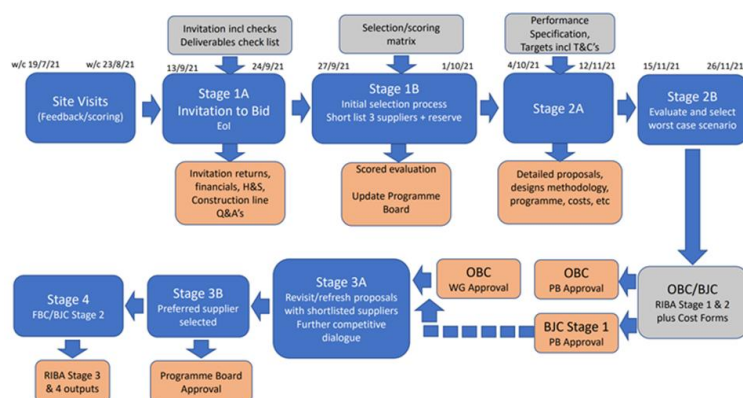 Invitation incl checks
Deliverables check list
Selection/scoring
matrix
Performance
Specification,
Targets incl T&C's
w/c 19/7/21
w/c 23/8/21
13/9/21
24/9/21
27/9/21
1/10/21
4/10/21
12/11/21
15/11/21
26/11/21
Site Visits
(Feedback/scoring)
Stage 1A
Invitation to Bid
EoI
Stage 1B
Initial selection process
Short list 3 suppliers + reserve
Stage 2A
Stage 2B
Evaluate and select
worst case scenario
Invitation returns,
financials, H&S,
Construction line
Q&A's
Scored evaluation
Update Programme
Board
Detailed proposals,
designs methodology,
programme, costs, etc
Stage 4
FBC/BJC Stage 2
Stage 3B
Preferred supplier
selected
Stage 3A
Revisit/refresh proposals
with shortlisted suppliers
Further competitive
dialogue
OBC
WG Approval
OBC
PB Approval
BJC Stage 1
PB Approval
OBC/BJC
RIBA Stage 1 & 2
plus Cost Forms
RIBA Stage 3
& 4 outputs
Programme Board
Approval